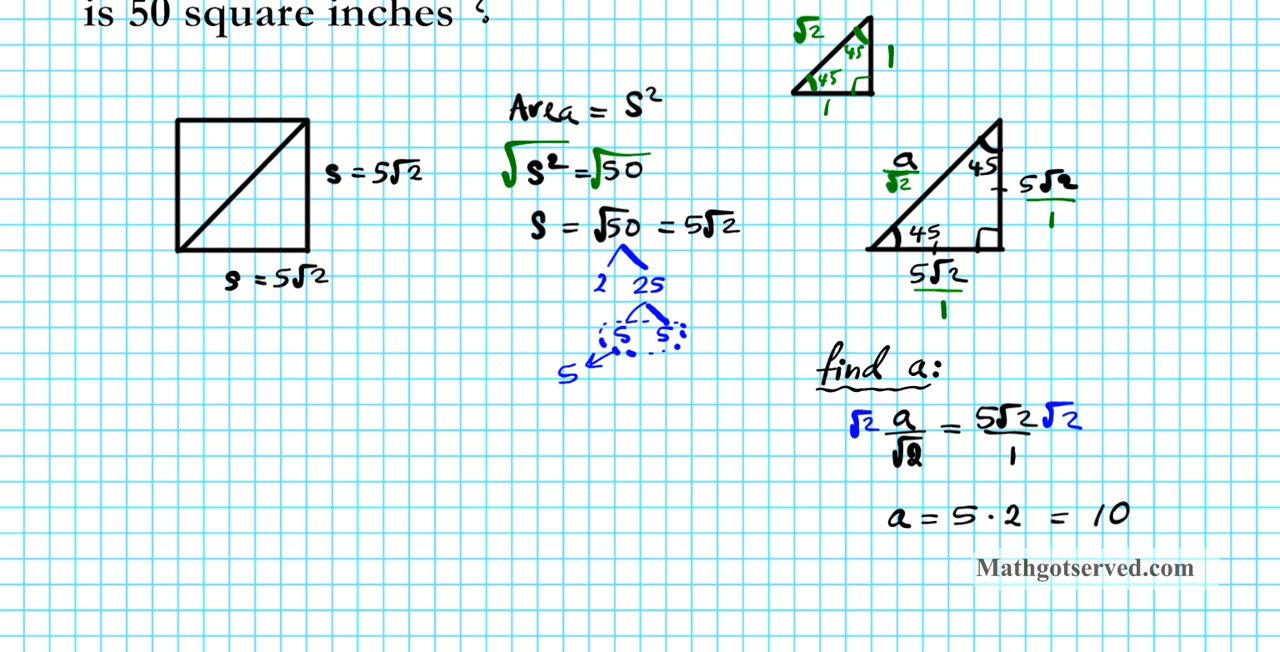 is 50 square inches ?
√2
45
45
1
1
Area = S²
√S² = √50
S = √50 = 5√2
2 25
5 5
5
s = 5√2
s = 5√2
a
√2
45
45
5√2
1
5√2
1
find a:
√2 a/√2 = 5√2/1 √2
a = 5 · 2 = 10
Mathgotserved.com